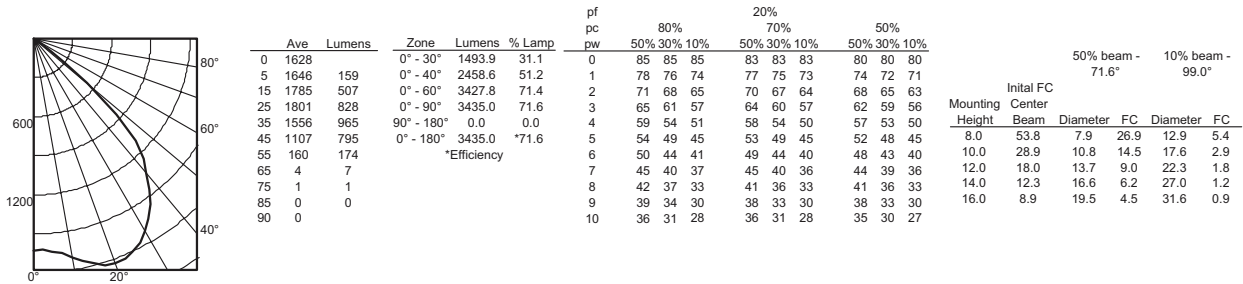 80°
60°
40°
600
1200
0° 20°
Ave Lumens
0 1628
5 1646 159
15 1785 507
25 1801 828
35 1556 965
45 1107 795
55 160 174
65 4 7
75 1 1
85 0 0
90 0
Zone Lumens % Lamp
0° - 30° 1493.9 31.1
0° - 40° 2458.6 51.2
0° - 60° 3427.8 71.4
0° - 90° 3435.0 71.6
90° - 180° 0.0 0.0
0° - 180° 3435.0 *71.6
*Efficiency
pf 20%
pc 80% 70% 50%
pw 50% 30% 10% 50% 30% 10% 50% 30% 10%
0 85 85 85 83 83 83 80 80 80
1 78 76 74 77 75 73 74 72 71
2 71 68 65 70 67 64 68 65 63
3 65 61 57 64 60 57 62 59 56
4 59 54 51 58 54 50 57 53 50
5 54 49 45 53 49 45 52 48 45
6 50 44 41 49 44 40 48 43 40
7 45 40 37 45 40 36 44 39 36
8 42 37 33 41 36 33 41 36 33
9 39 34 30 38 33 30 38 33 30
10 36 31 28 36 31 28 35 30 27
50% beam - 10% beam -
71.6° 99.0°
Inital FC
Mounting Center
Height Beam Diameter FC Diameter FC
8.0 53.8 7.9 26.9 12.9 5.4
10.0 28.9 10.8 14.5 17.6 2.9
12.0 18.0 13.7 9.0 22.3 1.8
14.0 12.3 16.6 6.2 27.0 1.2
16.0 8.9 19.5 4.5 31.6 0.9